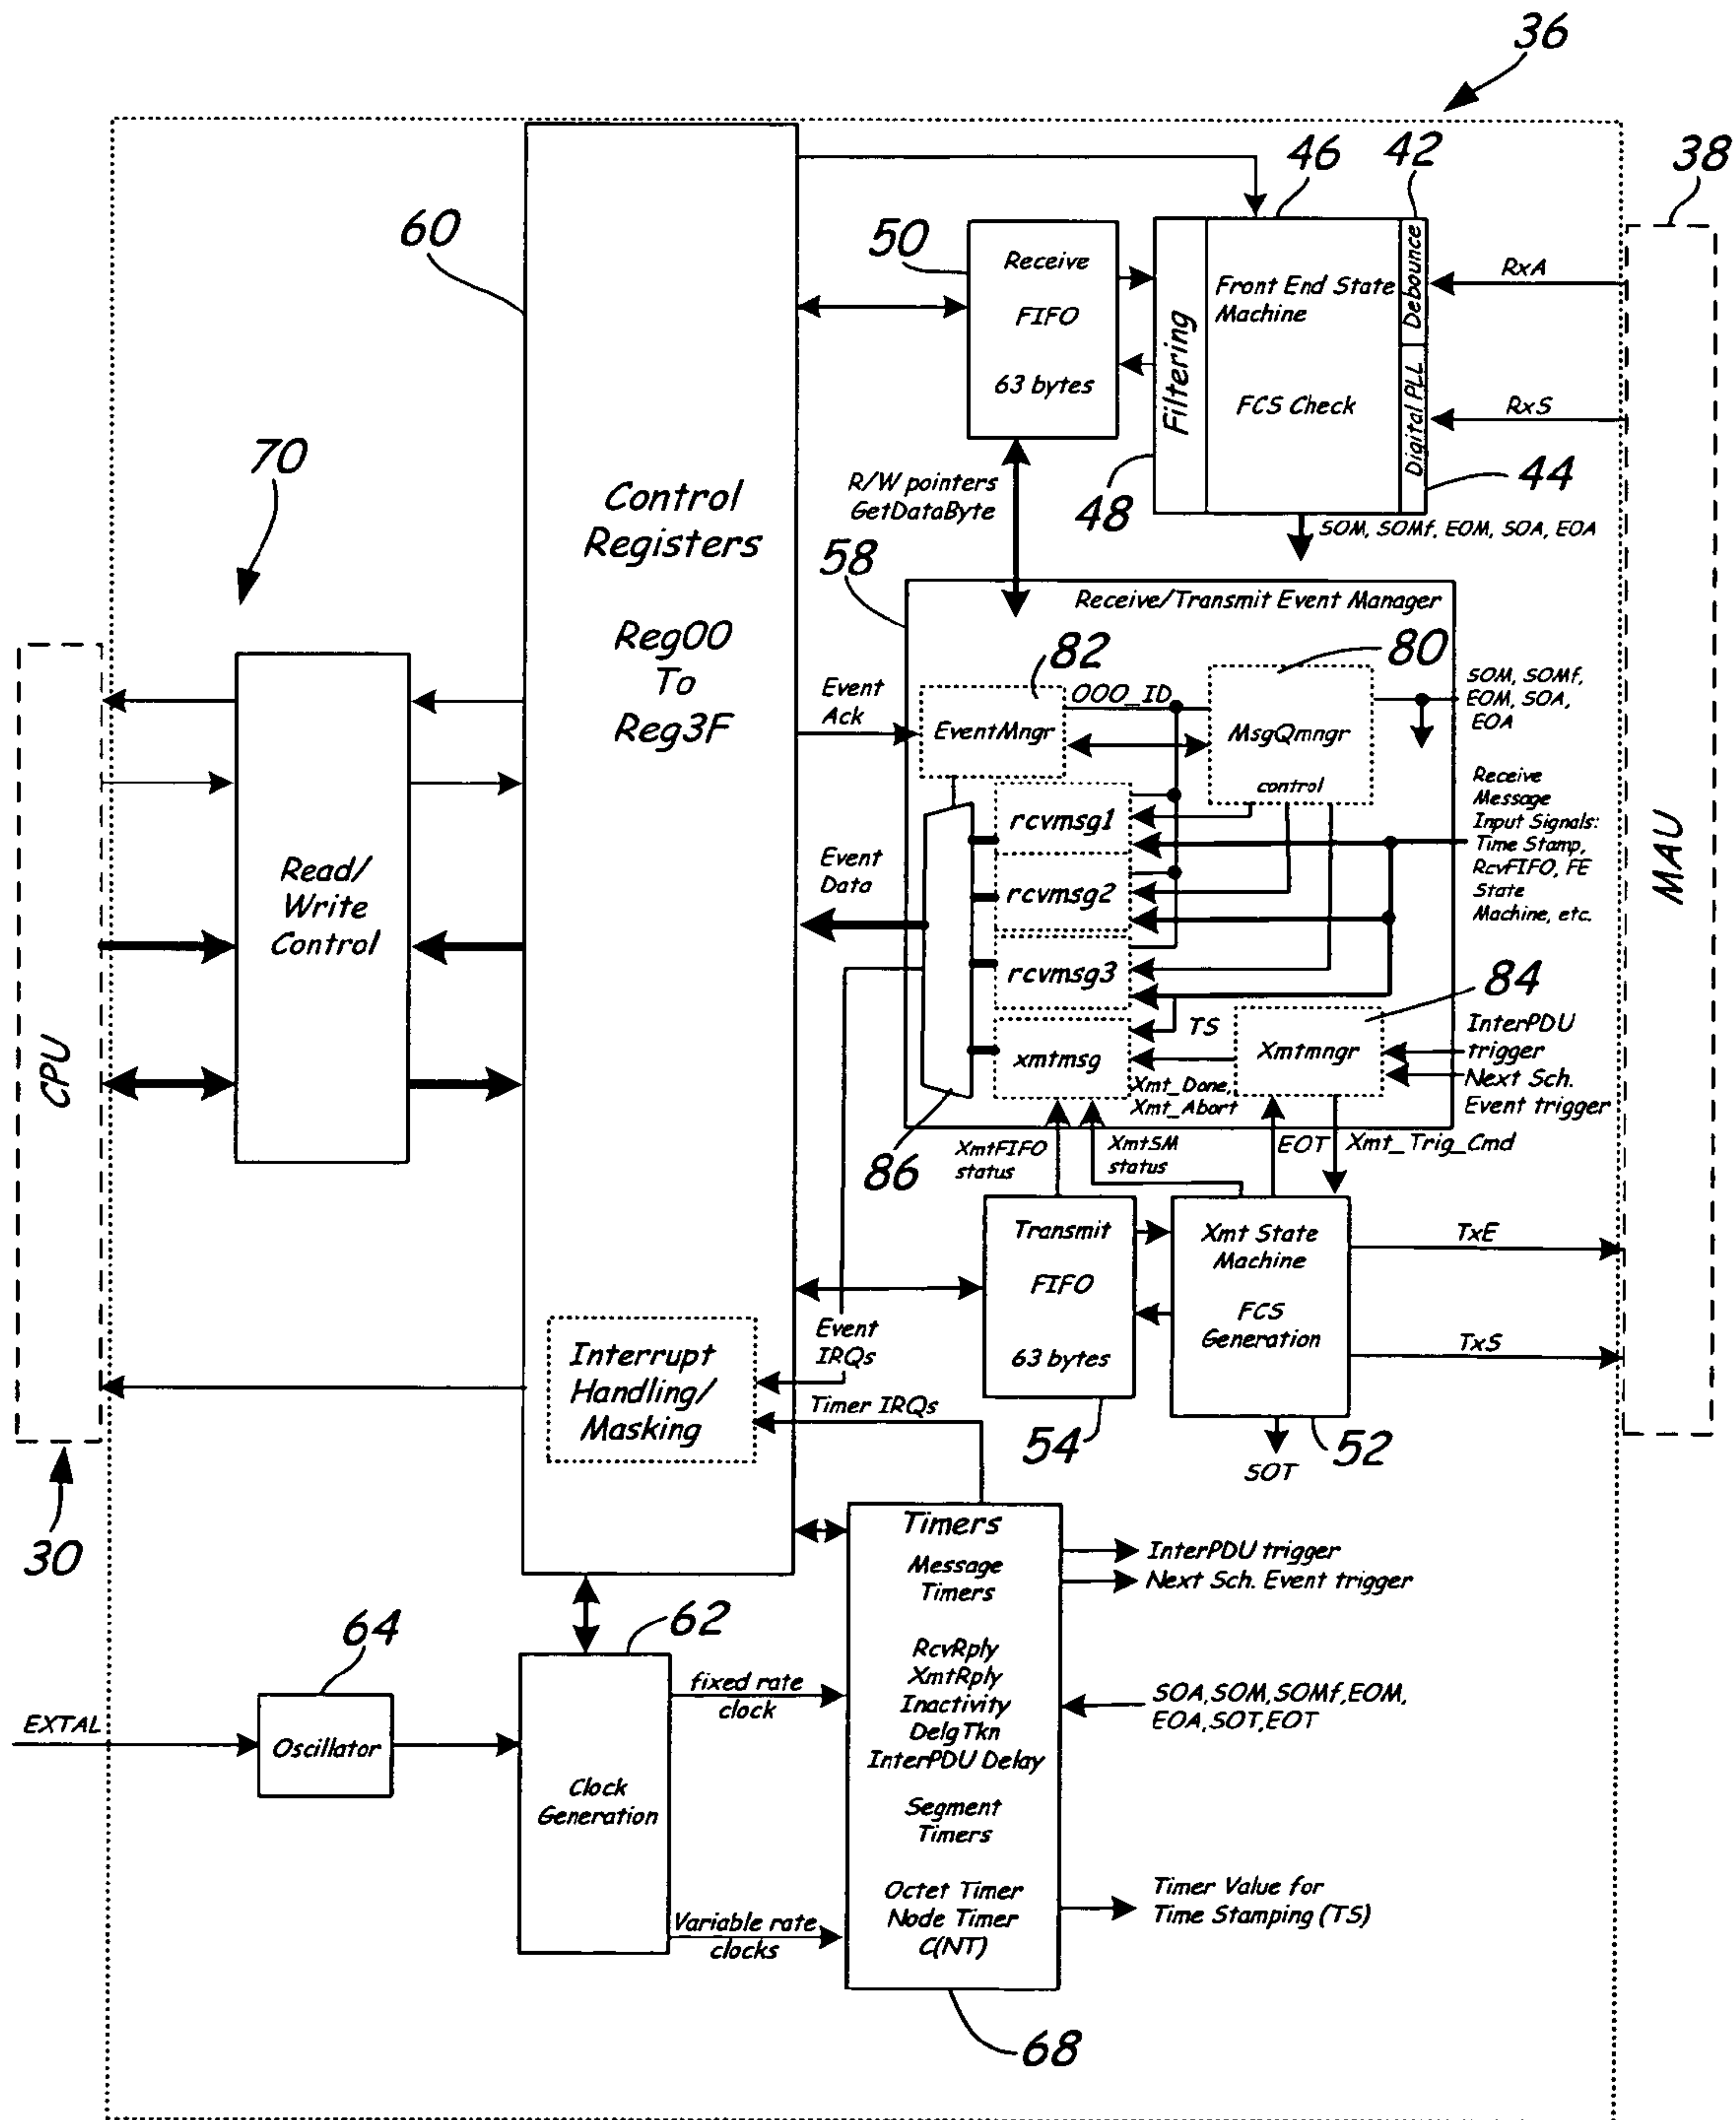 36
46
42
38
60
50
Receive
FIFO
63 bytes
Filtering
Front End State
Machine
FCS Check
Debounce
Digital PLL
RxA
RxS
70
48
44
R/W pointers
GetDataByte
SOM, SOMf, EOM, SOA, EOA
Control
Registers
Reg00
To
Reg3F
58
Receive/Transmit Event Manager
82
80
OOO_ID
Event
Ack
EventMngr
MsgQmngr
control
SOM, SOMf,
EOM, SOA,
EOA
Receive
Message
Input Signals:
Time Stamp,
RcvFIFO, FE
State
Machine, etc.
rcvmsg1
rcvmsg2
rcvmsg3
xmtmsg
Event
Data
Read/
Write
Control
CPU
MAU
84
TS
Xmtmngr
InterPDU
trigger
Next Sch.
Event trigger
Xmt_Done,
Xmt_Abort
86
XmtFIFO
status
XmtSM
status
EOT
Xmt_Trig_Cmd
Transmit
FIFO
63 bytes
Xmt State
Machine
FCS
Generation
TxE
TxS
Event
IRQs
Interrupt
Handling/
Masking
Timer IRQs
54
52
SOT
30
Timers
Message
Timers
RcvRply
XmtRply
Inactivity
DelgTkn
InterPDU Delay
Segment
Timers
Octet Timer
Node Timer
C(NT)
InterPDU trigger
Next Sch. Event trigger
64
62
fixed rate
clock
SOA,SOM,SOMf,EOM,
EOA,SOT,EOT
EXTAL
Oscillator
Clock
Generation
Variable rate
clocks
Timer Value for
Time Stamping (TS)
68